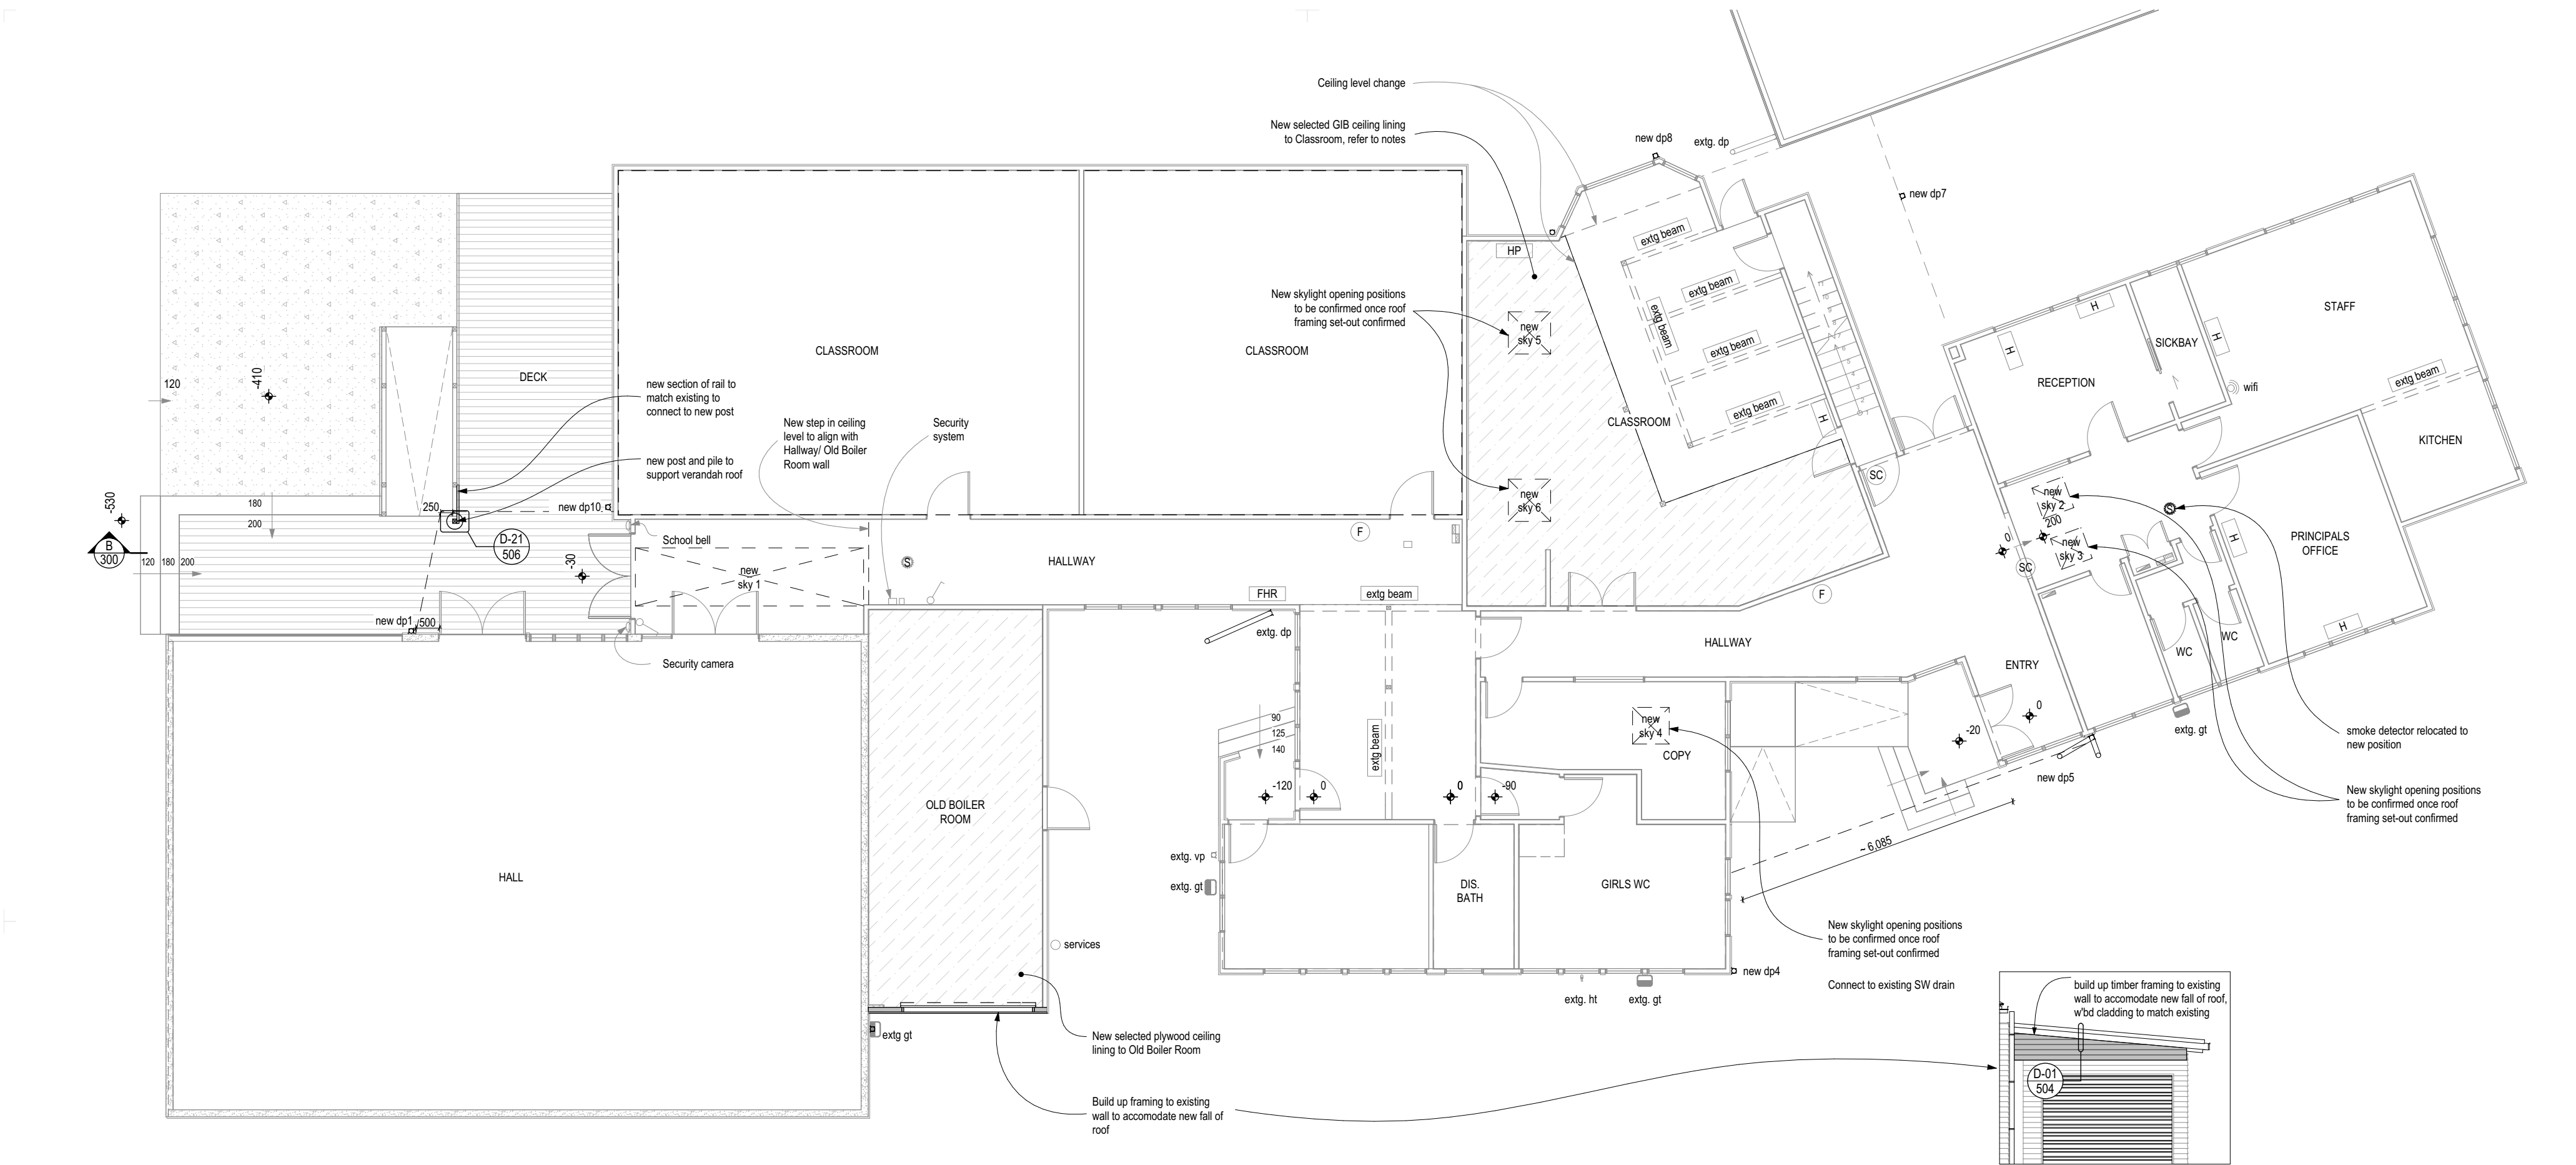 Ceiling level change
New selected GIB ceiling lining
to Classroom, refer to notes
new dp8
extg. dp
new dp7
HP
extg beam
extg beam
extg beam
extg beam
extg beam
New skylight opening positions
to be confirmed once roof
framing set-out confirmed
new
sky 5
new
sky 6
CLASSROOM
CLASSROOM
CLASSROOM
DECK
120
-410
new section of rail to
match existing to
connect to new post
new post and pile to
support verandah roof
New step in ceiling
level to align with
Hallway/ Old Boiler
Room wall
Security
system
STAFF
SICKBAY
RECEPTION
H
H
H
H
wifi
extg beam
KITCHEN
SC
-530
B
300
120
180
200
180
200
250
new dp10
D-21
506
-30
School bell
new
sky 1
S
HALLWAY
F
FHR
extg beam
F
new
sky 2
200
new
sky 3
0
SC
S
H
PRINCIPALS
OFFICE
H
WC
WC
new dp1
500
Security camera
extg. dp
HALLWAY
ENTRY
0
-20
extg. gt
new dp5
smoke detector relocated to
new position
New skylight opening positions
to be confirmed once roof
framing set-out confirmed
90
125
140
extg beam
new
sky 4
COPY
-120
0
0
-90
OLD BOILER
ROOM
~ 6,085
HALL
extg. vp
extg. gt
DIS.
BATH
GIRLS WC
services
New skylight opening positions
to be confirmed once roof
framing set-out confirmed
Connect to existing SW drain
new dp4
extg. ht
extg. gt
extg gt
New selected plywood ceiling
lining to Old Boiler Room
Build up framing to existing
wall to accomodate new fall of
roof
build up timber framing to existing
wall to accomodate new fall of roof,
w'bd cladding to match existing
D-01
504